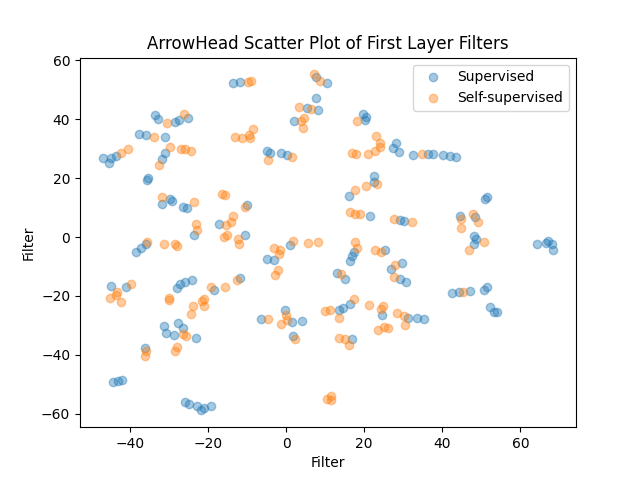 ArrowHead Scatter Plot of First Layer Filters
Supervised
Self-supervised
60
40
20
0
−20
−40
−60
Filter
−40
−20
0
20
40
60
Filter